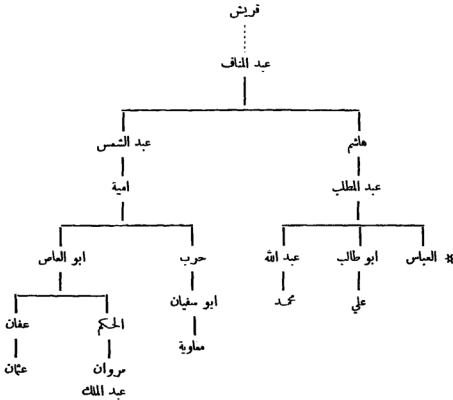 قريش
عبد المناف
هاشم
عبد الشمس
عبد المطلب
امية
* العباس
ابو طالب
عبد الله
حرب
ابو العاص
علي
محمد
ابو سفيان
الحكم
عفان
معاوية
مروان
عثمان
عبد الملك